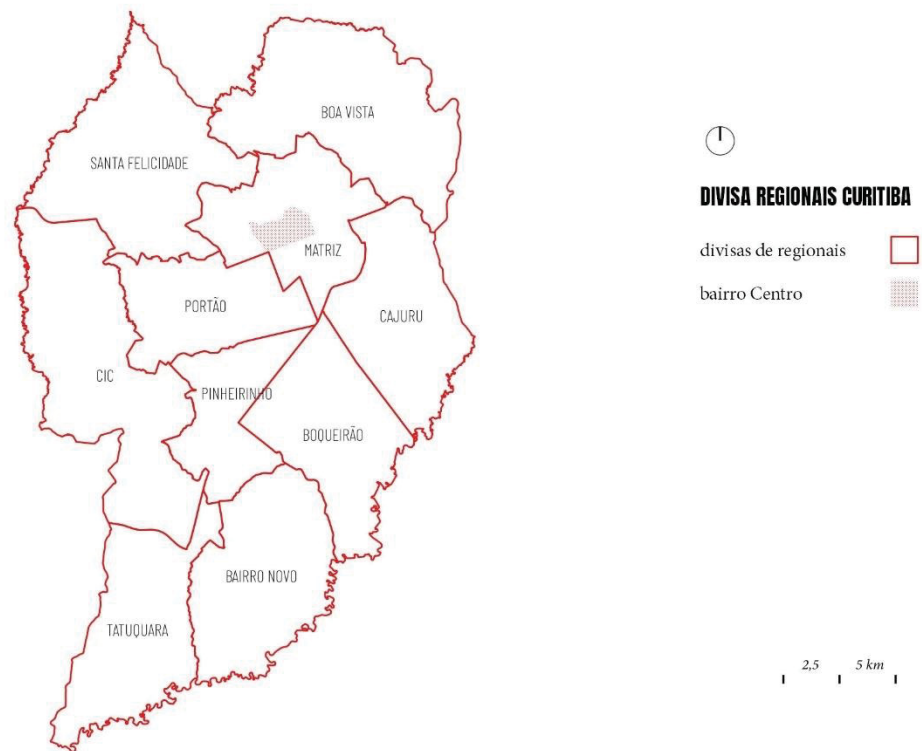 BOA VISTA
SANTA FELICIDADE
MATRIZ
PORTÃO
CAJURU
CIC
PINHEIRINHO
BOQUEIRÃO
BAIRRO NOVO
TATUQUARA
DIVISA REGIONAIS CURITIBA
divisas de regionais
bairro Centro
2,5 5 km